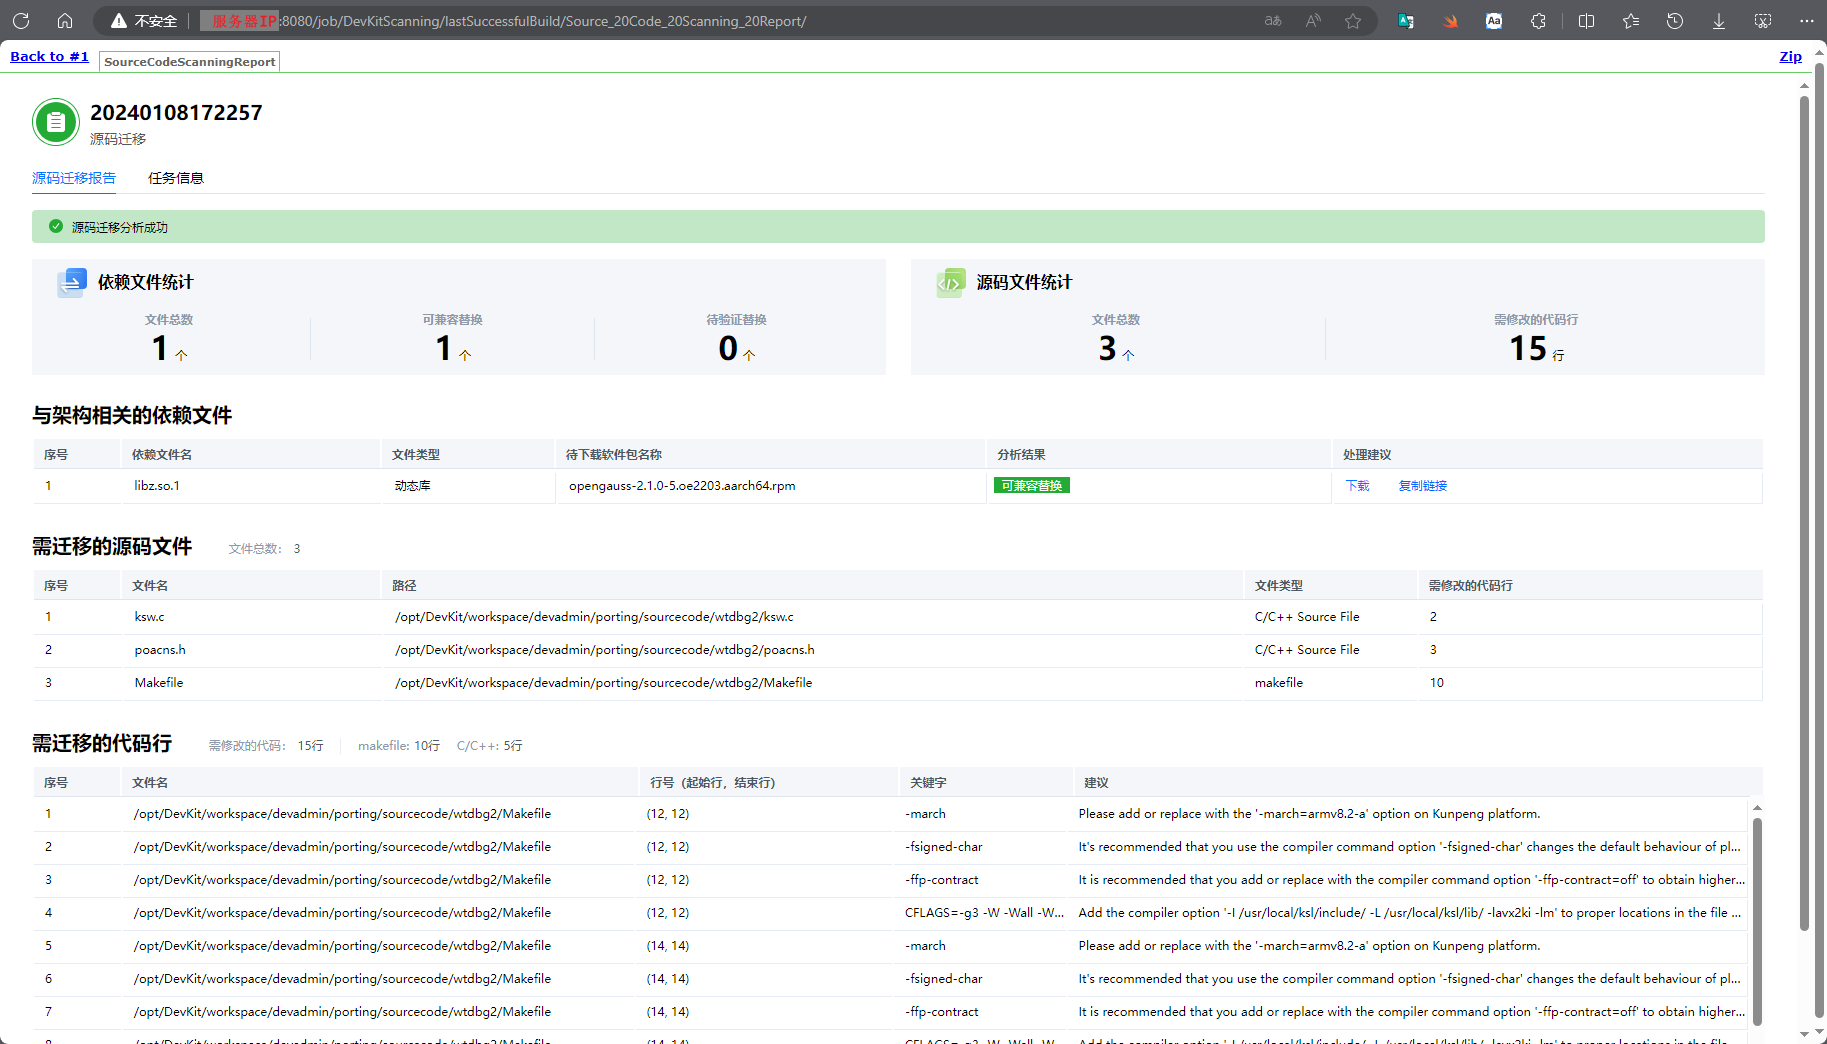 不安全 服务器IP:8080/job/DevKitScanning/lastSuccessfulBuild/Source_20Code_20Scanning_20Report/
Back to #1 SourceCodeScanningReport Zip
20240108172257
源码迁移
源码迁移报告 任务信息
源码迁移分析成功
依赖文件统计 源码文件统计
文件总数 可兼容替换 待验证替换 文件总数 需修改的代码行
1 个 1 个 0 个 3 个 15 行
与架构相关的依赖文件
序号 依赖文件名 文件类型 待下载软件包名称 分析结果 处理建议
1 libz.so.1 动态库 opengauss-2.1.0-5.oe2203.aarch64.rpm 可兼容替换 下载 复制链接
需迁移的源码文件 文件总数: 3
序号 文件名 路径 文件类型 需修改的代码行
1 ksw.c /opt/DevKit/workspace/devadmin/porting/sourcecode/wtdbg2/ksw.c C/C++ Source File 2
2 poacns.h /opt/DevKit/workspace/devadmin/porting/sourcecode/wtdbg2/poacns.h C/C++ Source File 3
3 Makefile /opt/DevKit/workspace/devadmin/porting/sourcecode/wtdbg2/Makefile makefile 10
需迁移的代码行 需修改的代码: 15行 makefile: 10行 C/C++: 5行
序号 文件名 行号（起始行，结束行） 关键字 建议
1 /opt/DevKit/workspace/devadmin/porting/sourcecode/wtdbg2/Makefile (12, 12) -march Please add or replace with the '-march=armv8.2-a' option on Kunpeng platform.
2 /opt/DevKit/workspace/devadmin/porting/sourcecode/wtdbg2/Makefile (12, 12) -fsigned-char It's recommended that you use the compiler command option '-fsigned-char' changes the default behaviour of pl...
3 /opt/DevKit/workspace/devadmin/porting/sourcecode/wtdbg2/Makefile (12, 12) -ffp-contract It is recommended that you add or replace with the compiler command option '-ffp-contract=off' to obtain higher...
4 /opt/DevKit/workspace/devadmin/porting/sourcecode/wtdbg2/Makefile (12, 12) CFLAGS=-g3 -W -Wall -W... Add the compiler option '-I /usr/local/ksl/include/ -L /usr/local/ksl/lib/ -lavx2ki -lm' to proper locations in the file ...
5 /opt/DevKit/workspace/devadmin/porting/sourcecode/wtdbg2/Makefile (14, 14) -march Please add or replace with the '-march=armv8.2-a' option on Kunpeng platform.
6 /opt/DevKit/workspace/devadmin/porting/sourcecode/wtdbg2/Makefile (14, 14) -fsigned-char It's recommended that you use the compiler command option '-fsigned-char' changes the default behaviour of pl...
7 /opt/DevKit/workspace/devadmin/porting/sourcecode/wtdbg2/Makefile (14, 14) -ffp-contract It is recommended that you add or replace with the compiler command option '-ffp-contract=off' to obtain higher...